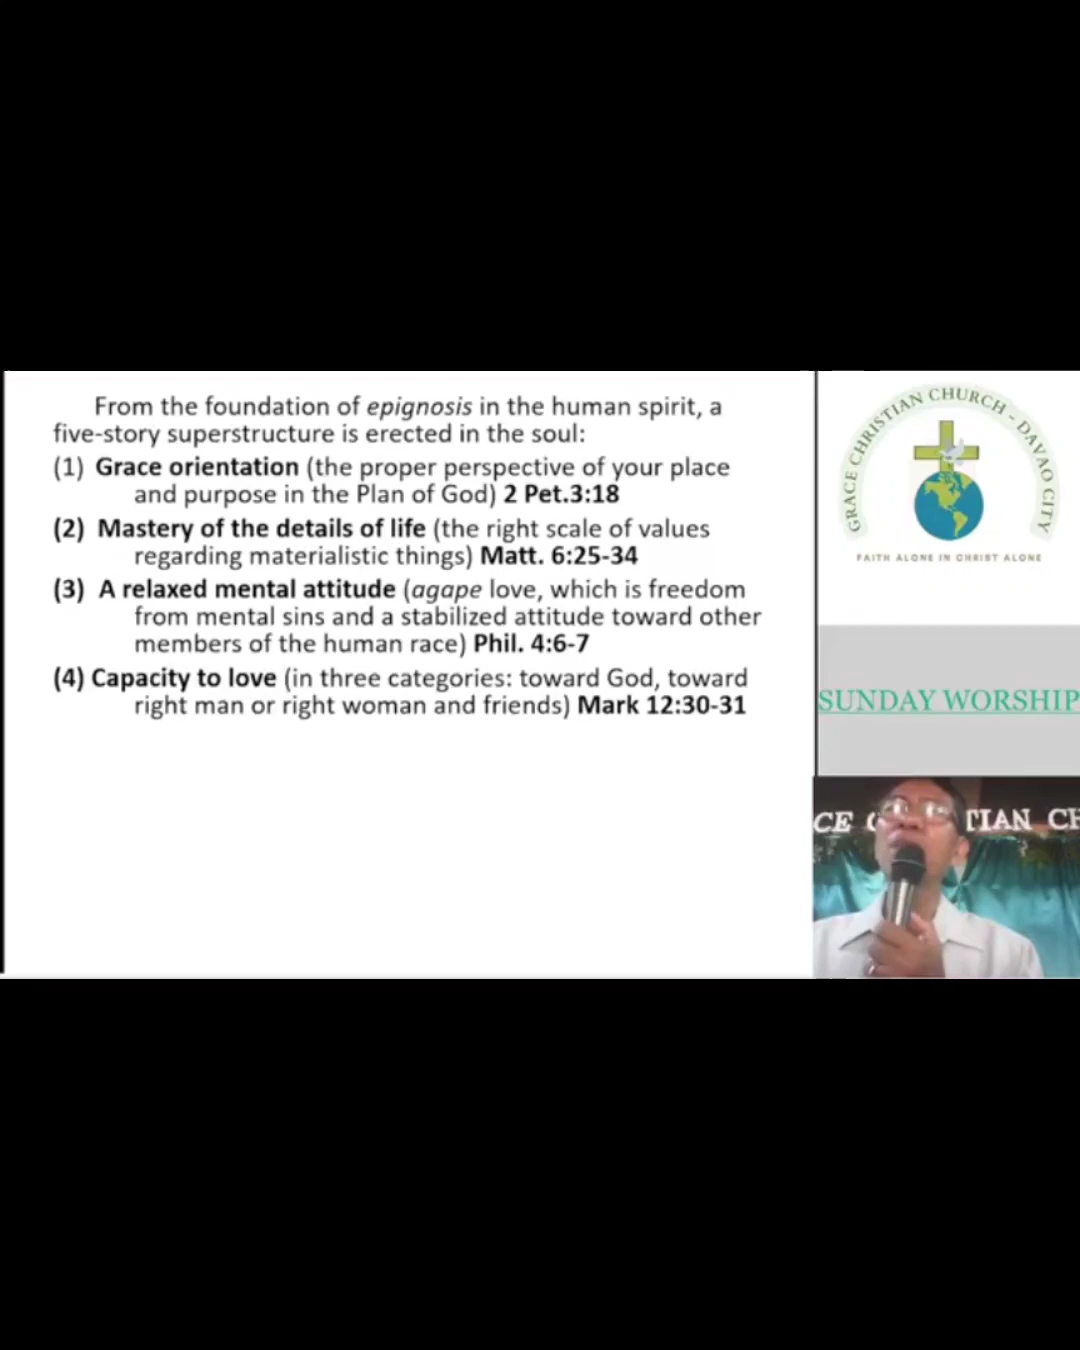 From the foundation of epignosis in the human spirit, a
five-story superstructure is erected in the soul:
(1) Grace orientation (the proper perspective of your place
and purpose in the Plan of God) 2 Pet.3:18
(2) Mastery of the details of life (the right scale of values
regarding materialistic things) Matt. 6:25-34
(3) A relaxed mental attitude (agape love, which is freedom
from mental sins and a stabilized attitude toward other
members of the human race) Phil. 4:6-7
(4) Capacity to love (in three categories: toward God, toward
right man or right woman and friends) Mark 12:30-31
GRACE CHRISTIAN CHURCH - DAVAO CITY
FAITH ALONE IN CHRIST ALONE
SUNDAY WORSHIP
CE C TIAN CH